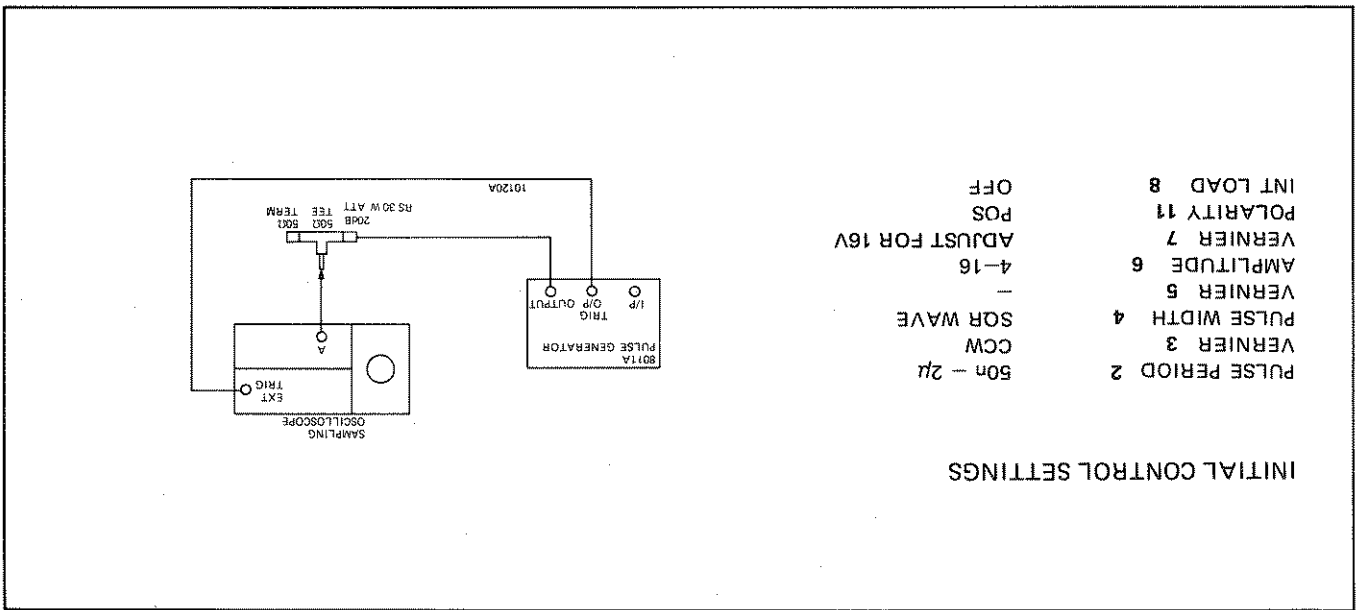 INITIAL CONTROL SETTINGS
PULSE PERIOD 2 50n – 2µ
VERNIER 3 CCW
PULSE WIDTH 4 SQR WAVE
VERNIER 5 –
AMPLITUDE 6 4–16
VERNIER 7 ADJUST FOR 16V
POLARITY 11 POS
INT LOAD 8 OFF
SAMPLING
OSCILLOSCOPE
EXT
TRIG
A
8011A
PULSE GENERATOR
TRIG
I/P O/P OUTPUT
20dB 50Ω 50Ω
RS 30 W ATT TEE TERM
10120A